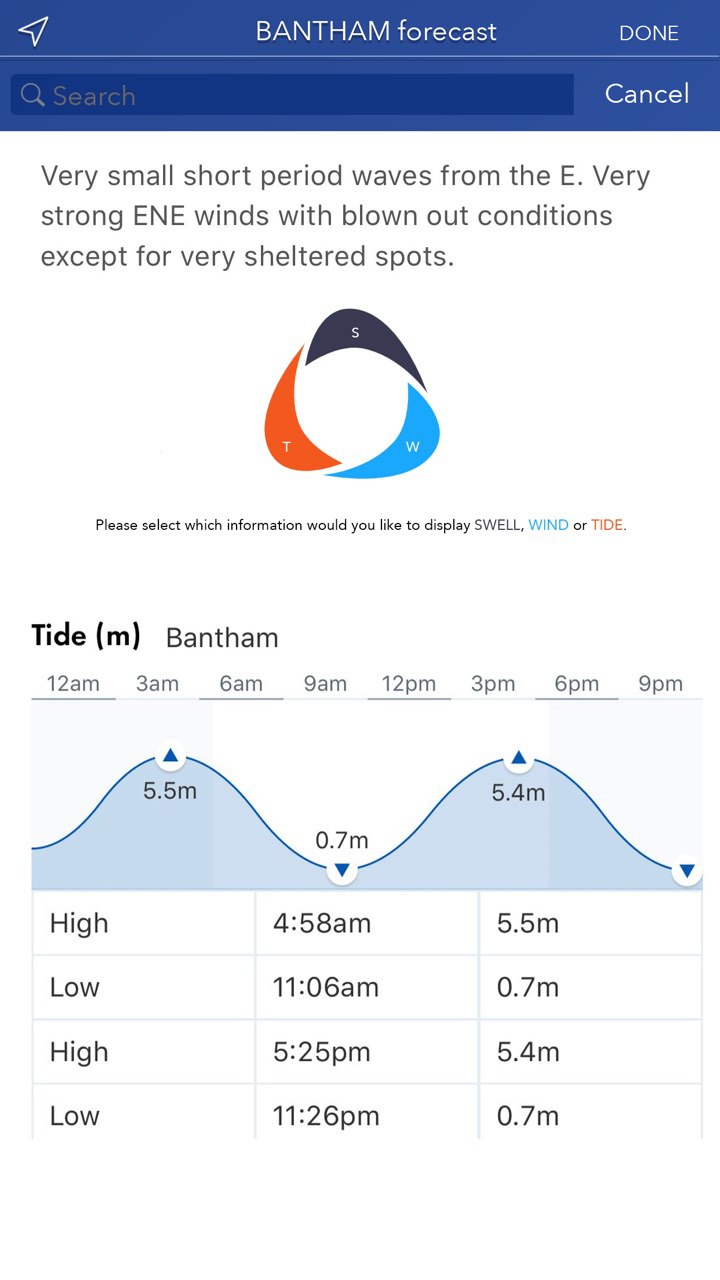 BANTHAM forecast
DONE
Search
Cancel
Very small short period waves from the E. Very
strong ENE winds with blown out conditions
except for very sheltered spots.
S
T
W
Please select which information would you like to display SWELL, WIND or TIDE.
Tide (m) Bantham
12am 3am 6am 9am 12pm 3pm 6pm 9pm
5.5m
5.4m
0.7m
High 4:58am 5.5m
Low 11:06am 0.7m
High 5:25pm 5.4m
Low 11:26pm 0.7m